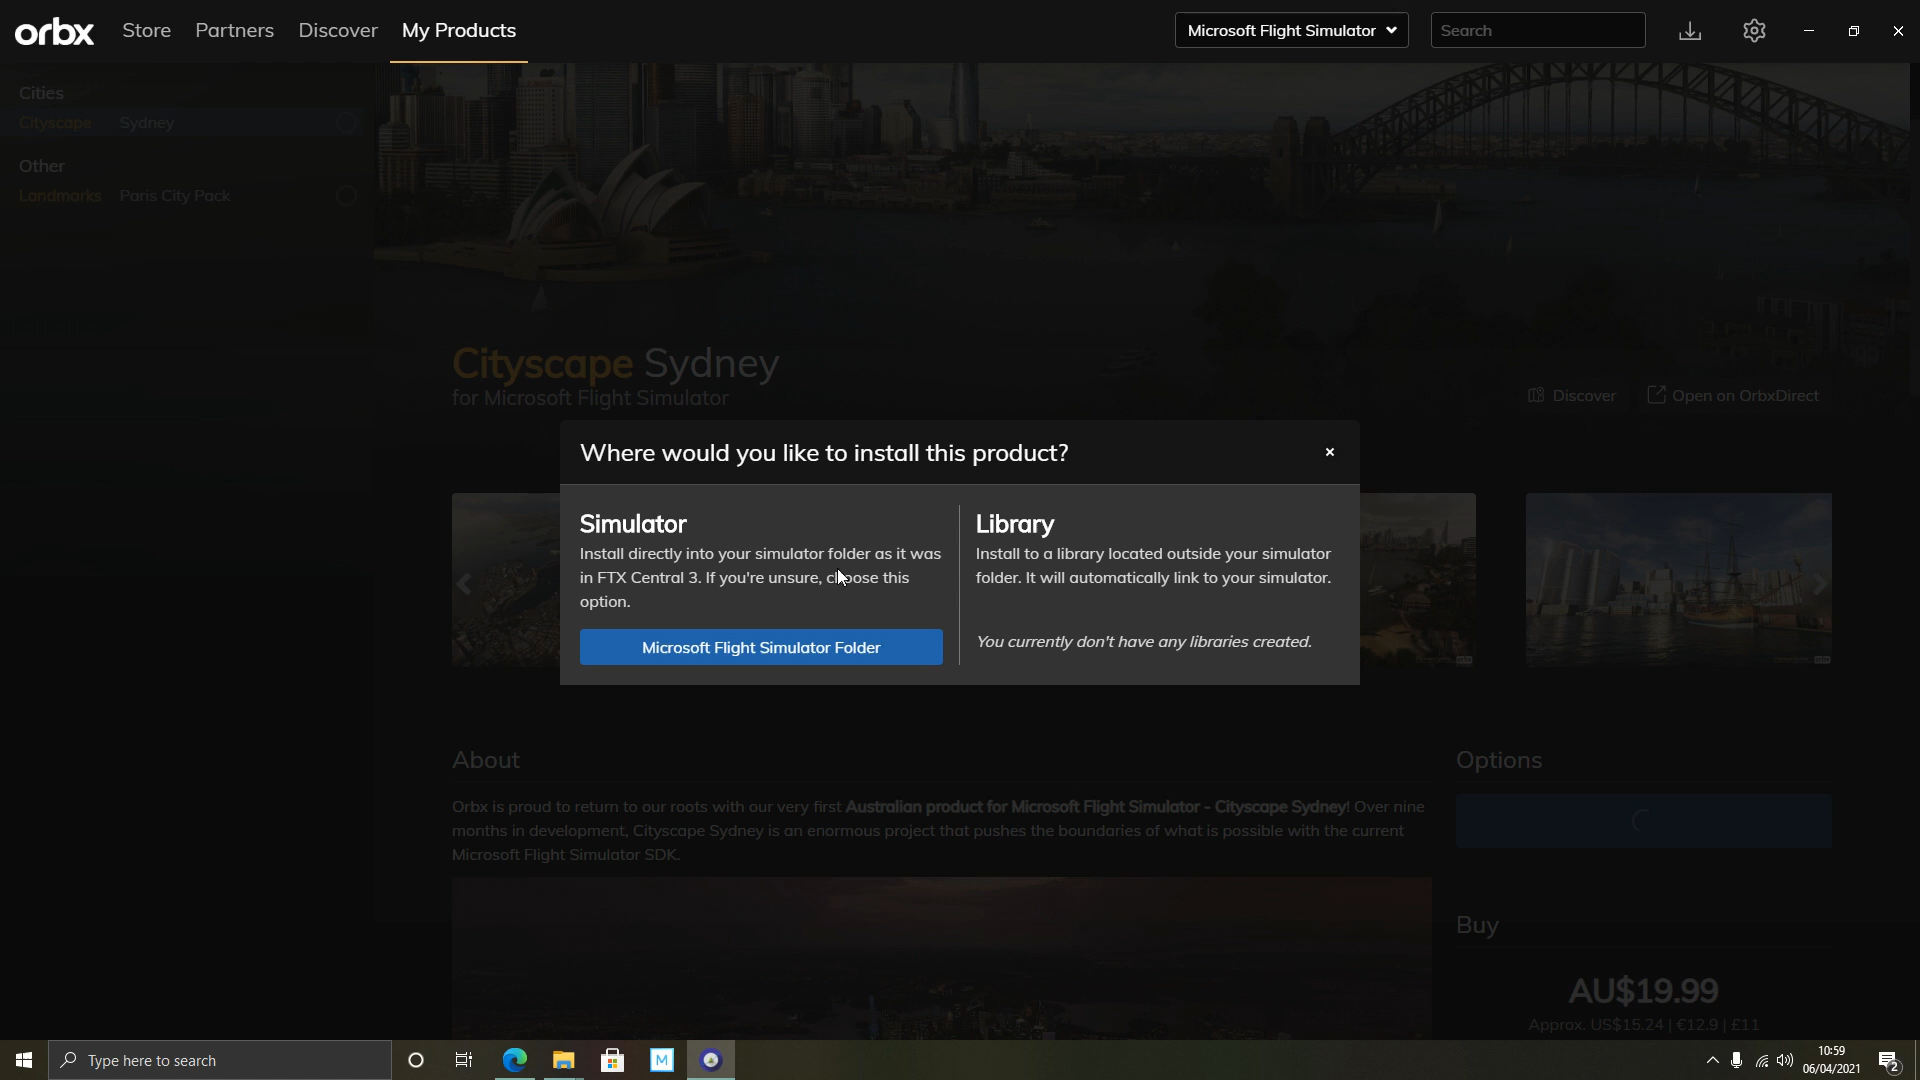 orbx Store Partners Discover My Products Microsoft Flight Simulator Search
Cities
Cityscape Sydney
Other
Landmarks Paris City Pack
Cityscape Sydney
for Microsoft Flight Simulator
Discover Open on OrbxDirect
Where would you like to install this product?
Simulator
Install directly into your simulator folder as it was
in FTX Central 3. If you're unsure, choose this
option.
Microsoft Flight Simulator Folder
Library
Install to a library located outside your simulator
folder. It will automatically link to your simulator.
You currently don't have any libraries created.
About
Orbx is proud to return to our roots with our very first Australian product for Microsoft Flight Simulator - Cityscape Sydney! Over nine
months in development, Cityscape Sydney is an enormous project that pushes the boundaries of what is possible with the current
Microsoft Flight Simulator SDK.
Options
Buy
AU$19.99
Approx. US$15.24 | €12.9 | £11
Type here to search
M
10:59
06/04/2021
2